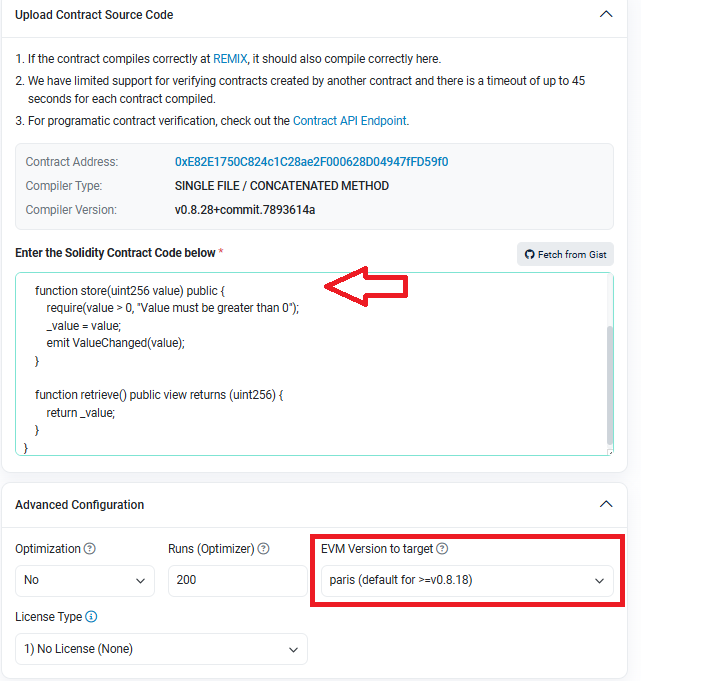 Upload Contract Source Code
1. If the contract compiles correctly at REMIX, it should also compile correctly here.
2. We have limited support for verifying contracts created by another contract and there is a timeout of up to 45
seconds for each contract compiled.
3. For programatic contract verification, check out the Contract API Endpoint.
Contract Address: 0xE82E1750C824c1C28ae2F000628D04947fFD59f0
Compiler Type: SINGLE FILE / CONCATENATED METHOD
Compiler Version: v0.8.28+commit.7893614a
Enter the Solidity Contract Code below * Fetch from Gist
function store(uint256 value) public {
require(value > 0, "Value must be greater than 0");
_value = value;
emit ValueChanged(value);
}
function retrieve() public view returns (uint256) {
return _value;
}
}
Advanced Configuration
Optimization ? Runs (Optimizer) ? EVM Version to target ?
No 200 paris (default for >=v0.8.18)
License Type i
1) No License (None)